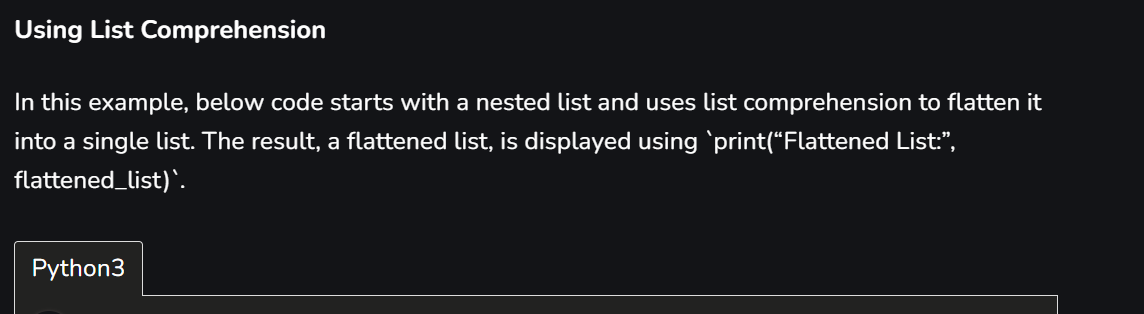 Using List Comprehension
In this example, below code starts with a nested list and uses list comprehension to flatten it
into a single list. The result, a flattened list, is displayed using `print(“Flattened List:”,
flattened_list)`.
Python3